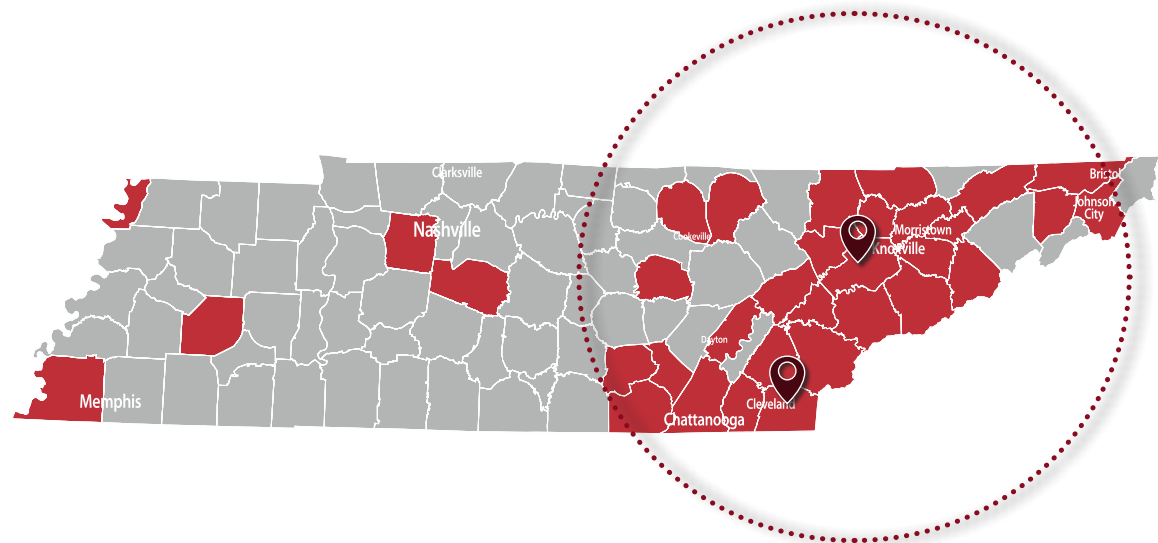 Clarksville
Bristol
Johnson
City
Nashville
Morristown
Cookeville
Knoxville
Dayton
Memphis
Cleveland
Chattanooga